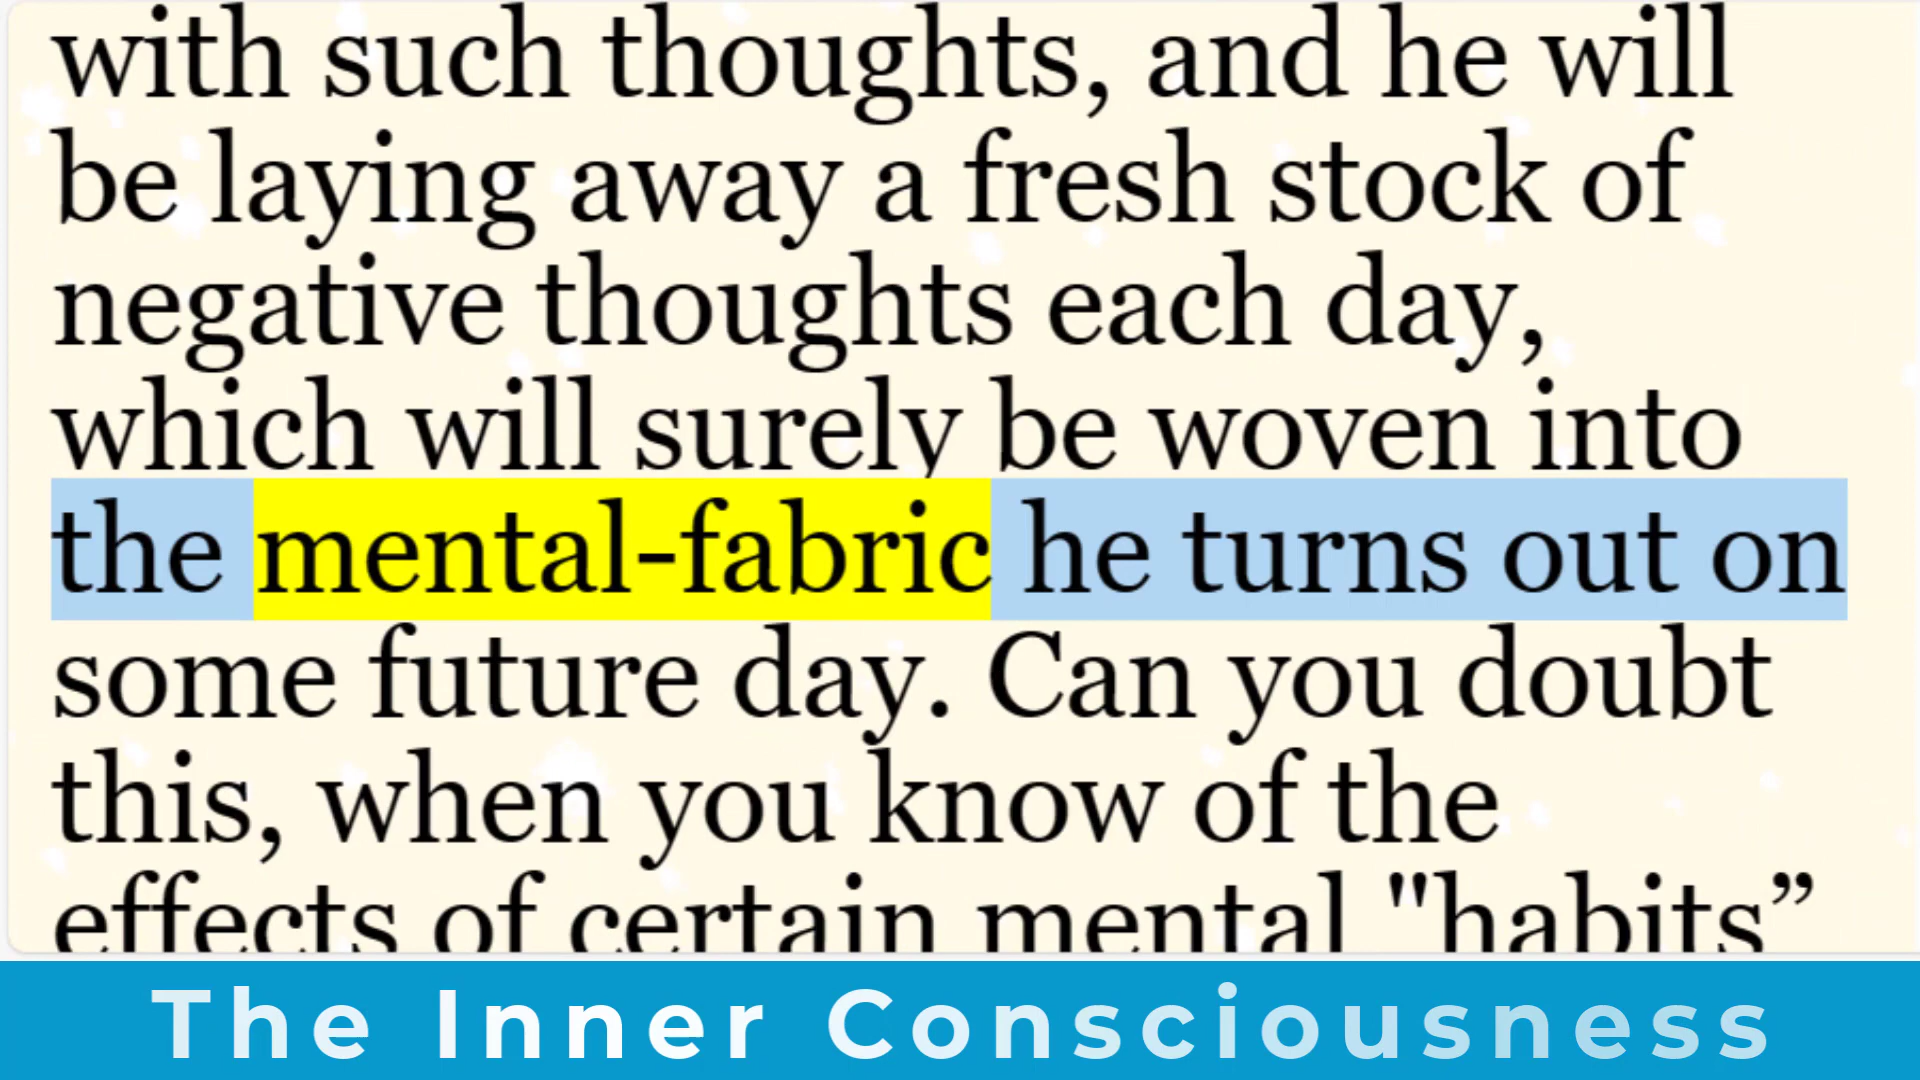 with such thoughts, and he will
be laying away a fresh stock of
negative thoughts each day,
which will surely be woven into
the mental-fabric he turns out on
some future day. Can you doubt
this, when you know of the
effects of certain mental "habits”
The Inner Consciousness